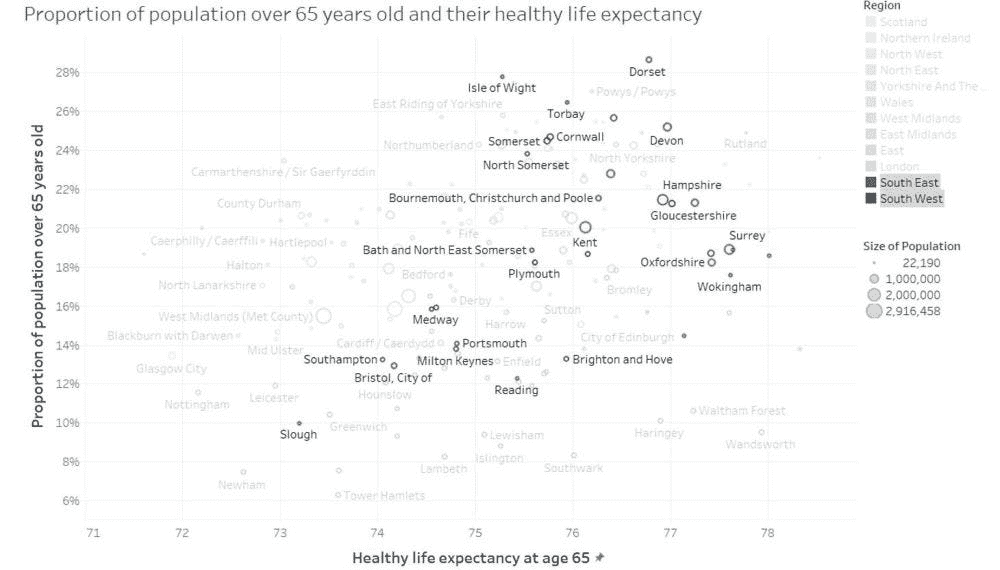 Proportion of population over 65 years old and their healthy life expectancy
Region
Scotland
Northern Ireland
North West
North East
Yorkshire And The ...
Wales
West Midlands
East Midlands
East
London
South East
South West
Size of Population
22,190
1,000,000
2,000,000
2,916,458
Proportion of population over 65 years old
28%
26%
24%
22%
20%
18%
16%
14%
12%
10%
8%
6%
Dorset
Isle of Wight
Powys / Powys
East Riding of Yorkshire
Torbay
Somerset
Cornwall
Devon
Rutland
Northumberland
North Somerset
North Yorkshire
Carmarthenshire / Sir Gaerfyrddin
Hampshire
Bournemouth, Christchurch and Poole
County Durham
Gloucestershire
Fife
Essex
Kent
Surrey
Caerphilly / Caerffili
Hartlepool
Bath and North East Somerset
Halton
Bedford
Plymouth
Oxfordshire
North Lanarkshire
Bromley
Wokingham
Derby
West Midlands (Met County)
Medway
Harrow
Sutton
Blackburn with Darwen
Cardiff / Caerdydd
Portsmouth
City of Edinburgh
Mid Ulster
Southampton
Milton Keynes
Enfield
Brighton and Hove
Glasgow City
Bristol, City of
Nottingham
Leicester
Hounslow
Reading
Slough
Greenwich
Lewisham
Waltham Forest
Haringey
Wandsworth
Islington
Newham
Lambeth
Southwark
Tower Hamlets
71 72 73 74 75 76 77 78
Healthy life expectancy at age 65